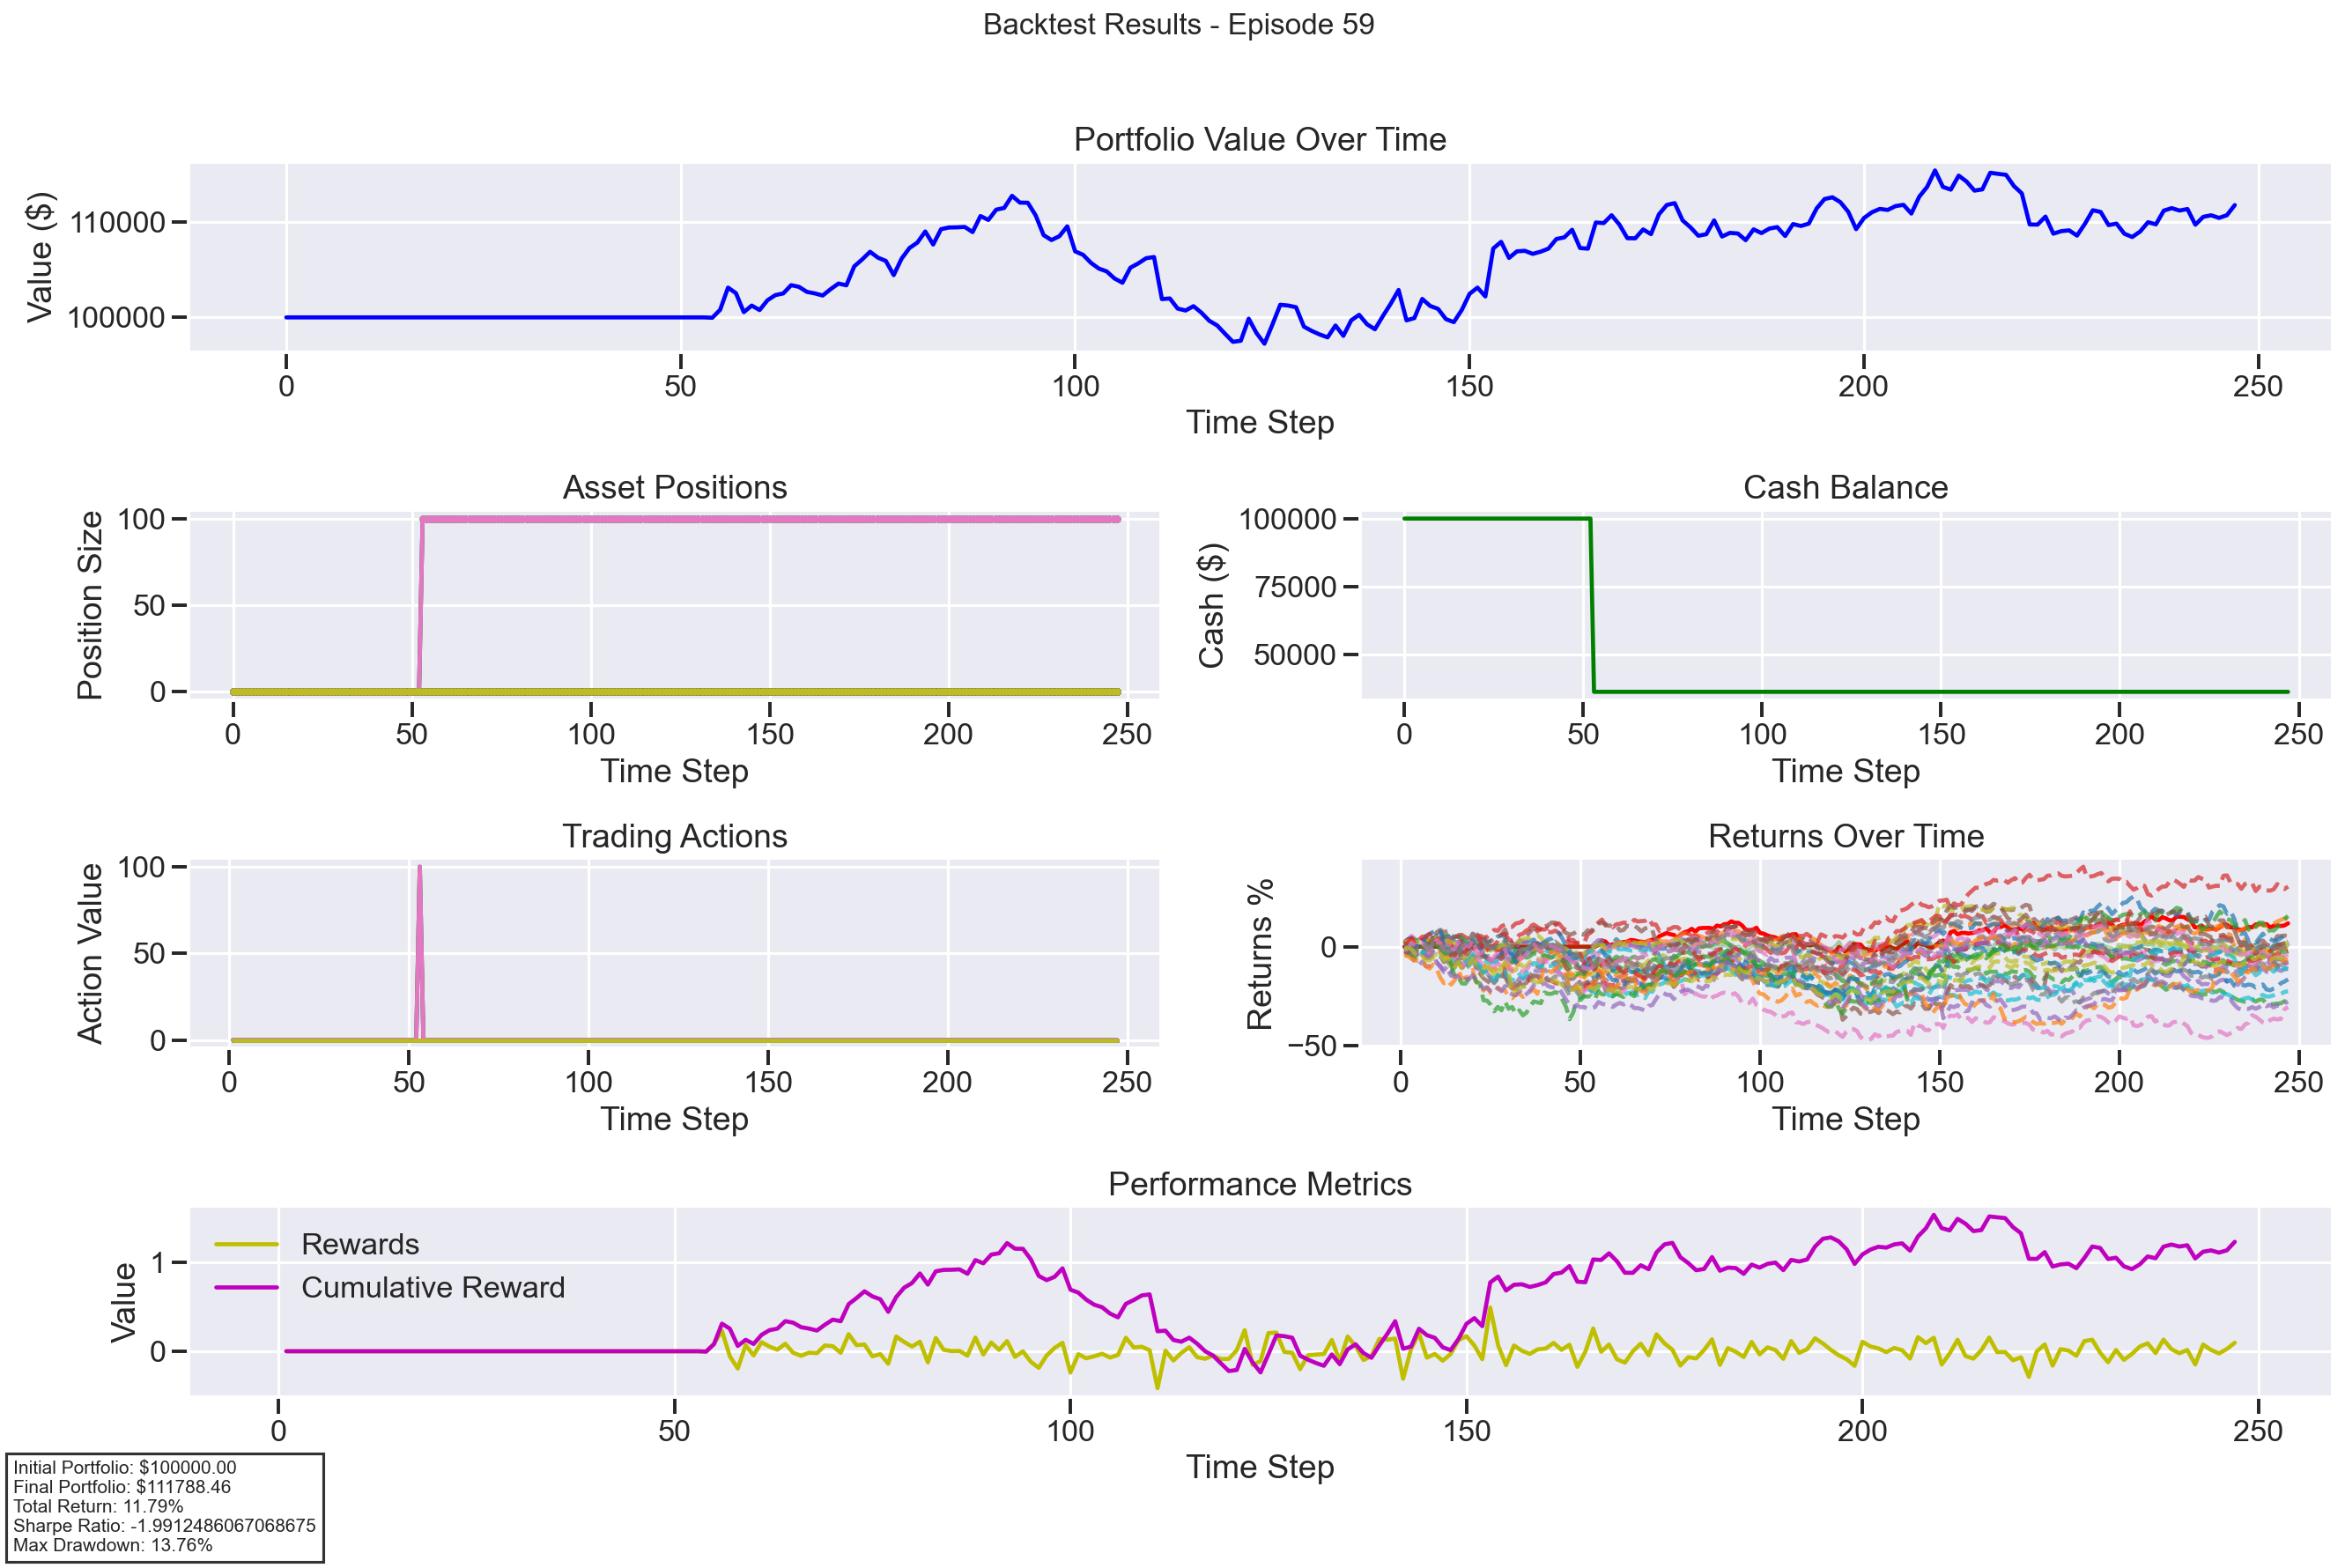 Backtest Results - Episode 59
Portfolio Value Over Time
Value ($)
110000
100000
0 50 100 150 200 250
Time Step
Asset Positions
Position Size
100
50
0
0 50 100 150 200 250
Time Step
Cash Balance
Cash ($)
100000
75000
50000
0 50 100 150 200 250
Time Step
Trading Actions
Action Value
100
50
0
0 50 100 150 200 250
Time Step
Returns Over Time
Returns %
0
−50
0 50 100 150 200 250
Time Step
Performance Metrics
Value
1
0
Rewards
Cumulative Reward
0 50 100 150 200 250
Time Step
Initial Portfolio: $100000.00
Final Portfolio: $111788.46
Total Return: 11.79%
Sharpe Ratio: -1.9912486067068675
Max Drawdown: 13.76%